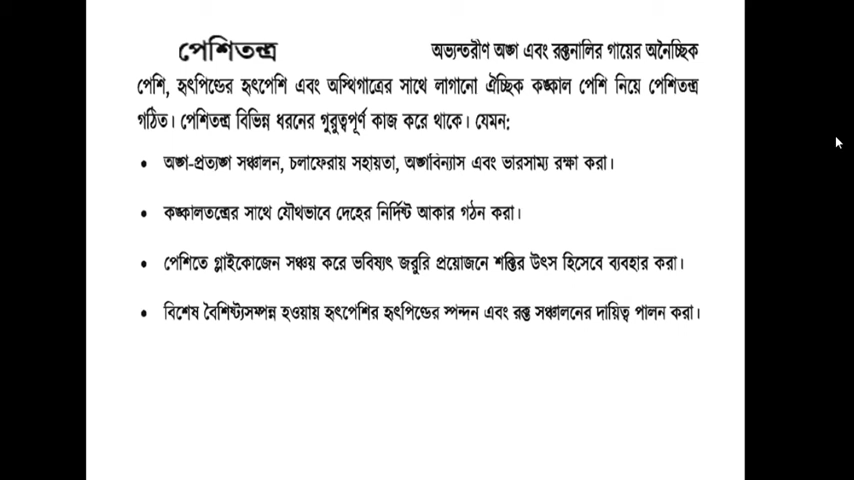 পেশিতন্ত্র অভ্যন্তরীণ অঙ্গ এবং রক্তনালির গায়ের অনৈচ্ছিক
পেশি, হৃৎপিণ্ডের হৃৎপেশি এবং অস্থিগাত্রের সাথে লাগানো ঐচ্ছিক কঙ্কাল পেশি নিয়ে পেশিতন্ত্র
গঠিত। পেশিতন্ত্র বিভিন্ন ধরনের গুরুত্বপূর্ণ কাজ করে থাকে। যেমন:
• অঙ্গ-প্রত্যঙ্গ সঞ্চালন, চলাফেরায় সহায়তা, অঙ্গবিন্যাস এবং ভারসাম্য রক্ষা করা।
• কঙ্কালতন্ত্রের সাথে যৌথভাবে দেহের নির্দিষ্ট আকার গঠন করা।
• পেশিতে গ্লাইকোজেন সঞ্চয় করে ভবিষ্যৎ জরুরি প্রয়োজনে শক্তির উৎস হিসেবে ব্যবহার করা।
• বিশেষ বৈশিষ্ট্যসম্পন্ন হওয়ায় হৃৎপেশির হৃৎপিণ্ডের স্পন্দন এবং রক্ত সঞ্চালনের দায়িত্ব পালন করা।